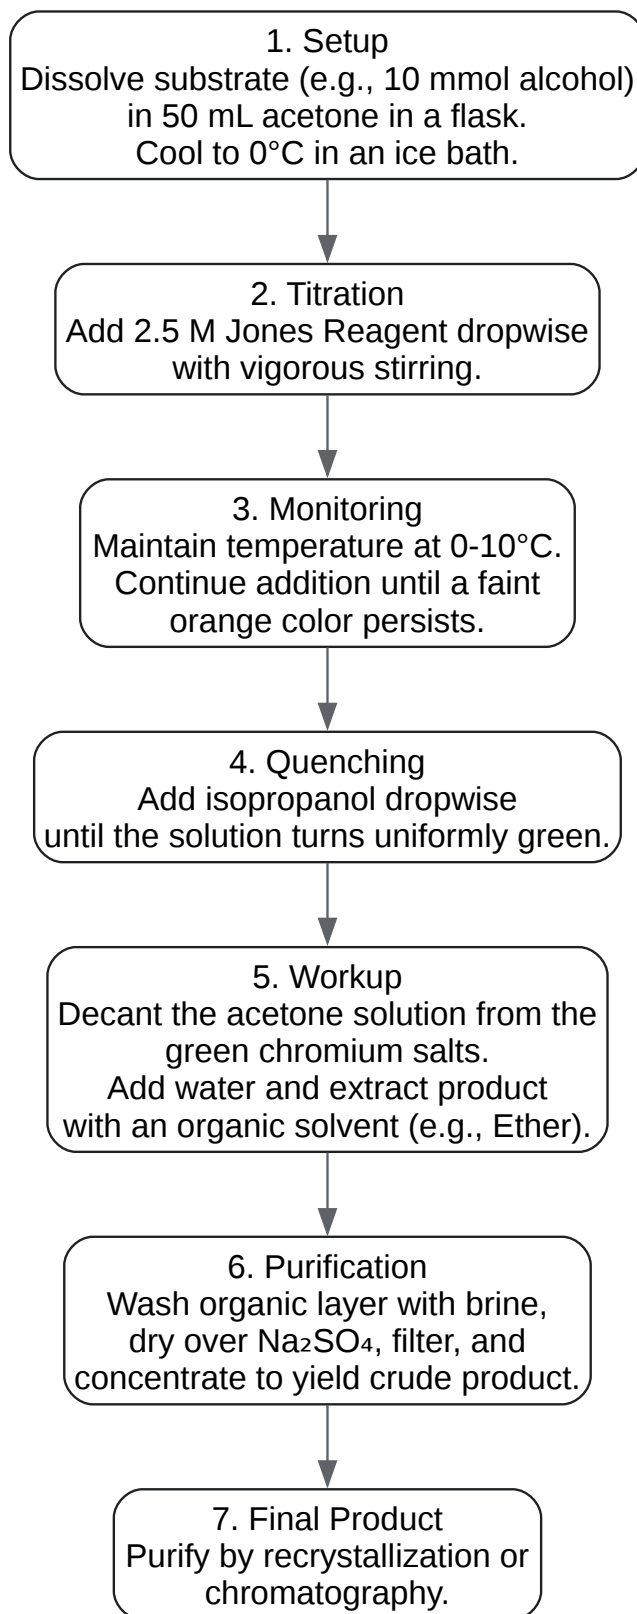 1. Setup
Dissolve substrate (e.g., 10 mmol alcohol)
in 50 mL acetone in a flask.
Cool to 0°C in an ice bath.
2. Titration
Add 2.5 M Jones Reagent dropwise
with vigorous stirring.
3. Monitoring
Maintain temperature at 0-10°C.
Continue addition until a faint
orange color persists.
4. Quenching
Add isopropanol dropwise
until the solution turns uniformly green.
5. Workup
Decant the acetone solution from the
green chromium salts.
Add water and extract product
with an organic solvent (e.g., Ether).
6. Purification
Wash organic layer with brine,
dry over Na₂SO₄, filter, and
concentrate to yield crude product.
7. Final Product
Purify by recrystallization or
chromatography.